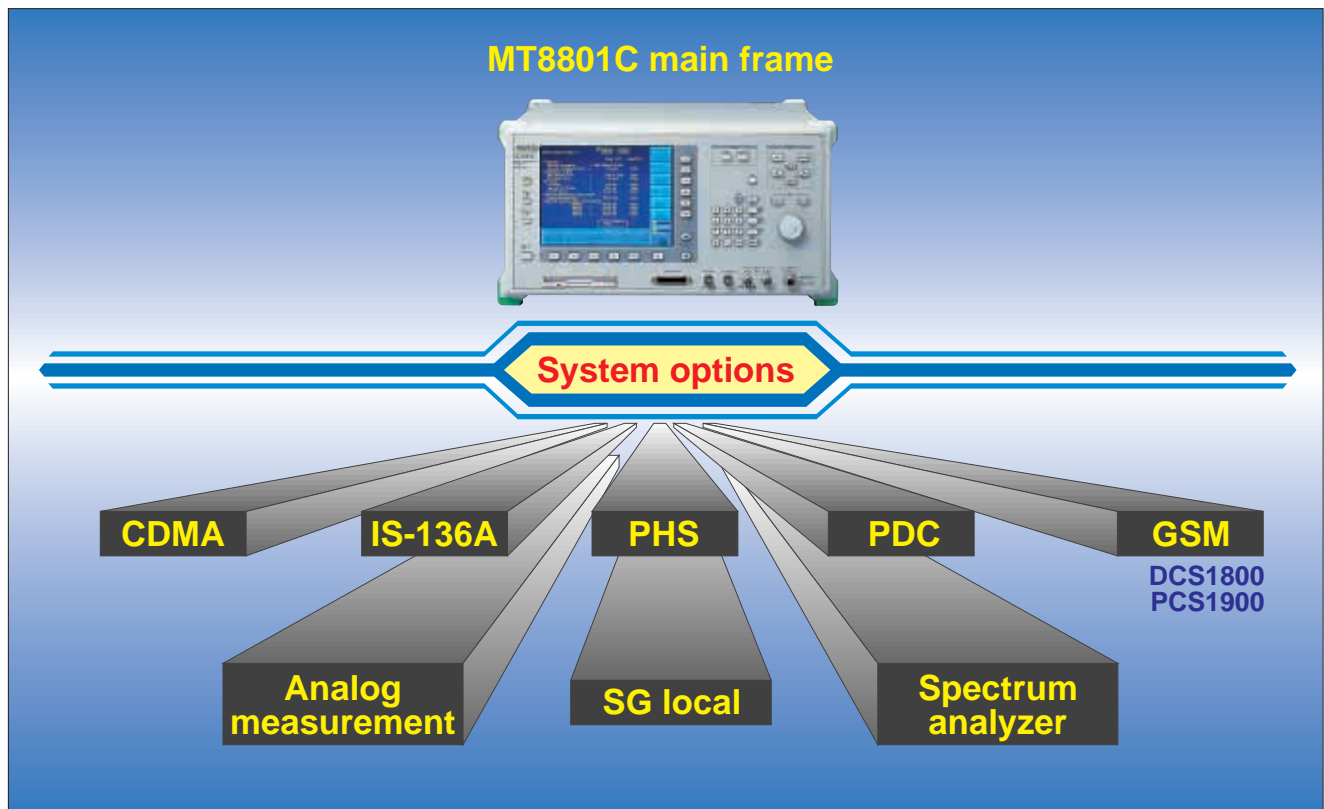 MT8801C main frame
System options
CDMA
IS-136A
PHS
PDC
GSM
DCS1800
PCS1900
Analog
measurement
SG local
Spectrum
analyzer